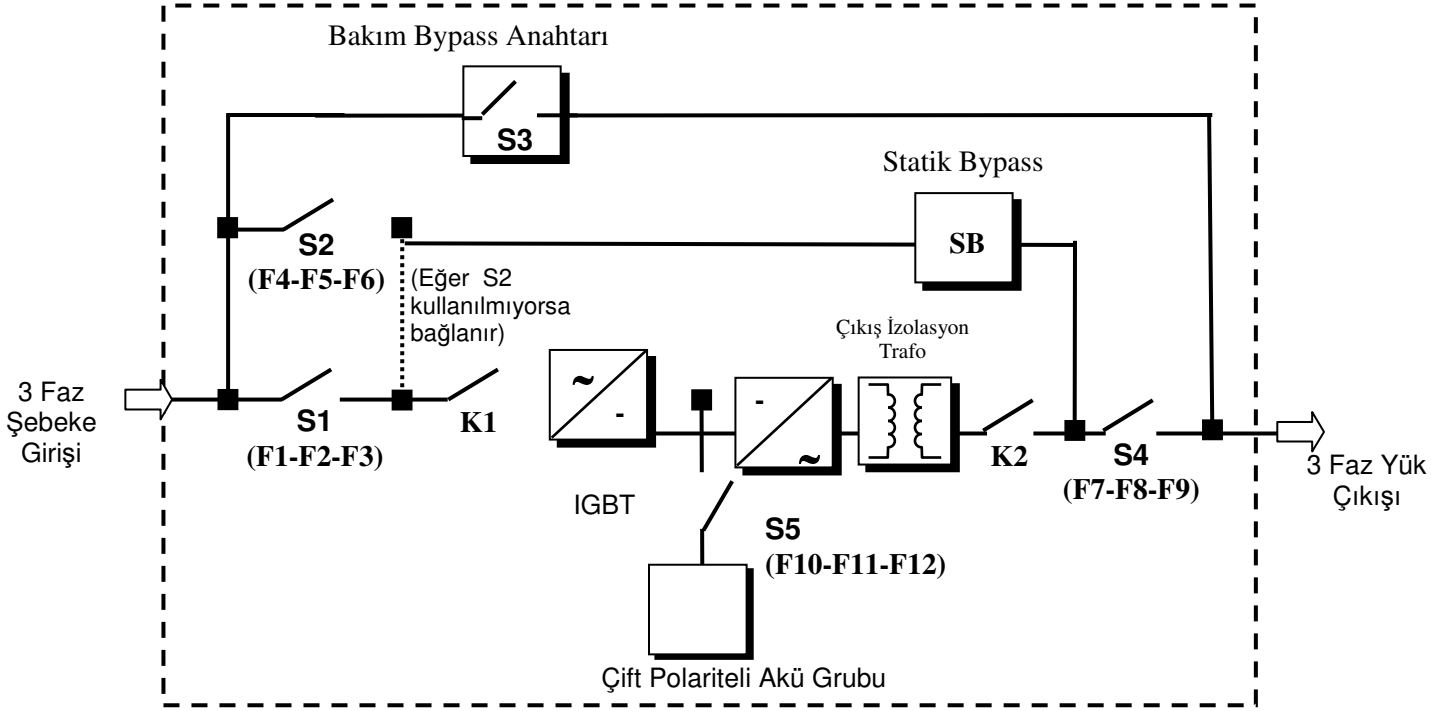 Bakım Bypass Anahtarı
S3
Statik Bypass
SB
S2
(F4-F5-F6)
(Eğer S2
kullanılmıyorsa
bağlanır)
Çıkış İzolasyon
Trafo
3 Faz
Şebeke
Girişi
S1
(F1-F2-F3)
K1
~
-
-
~
K2
S4
(F7-F8-F9)
3 Faz Yük
Çıkışı
IGBT
S5
(F10-F11-F12)
Çift Polariteli Akü Grubu